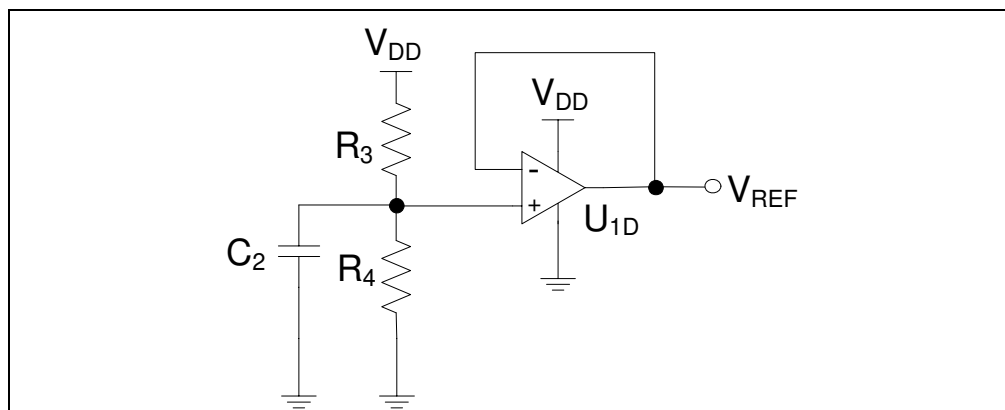 V_DD
V_DD
R_3
-
V_REF
+
U_1D
C_2
R_4